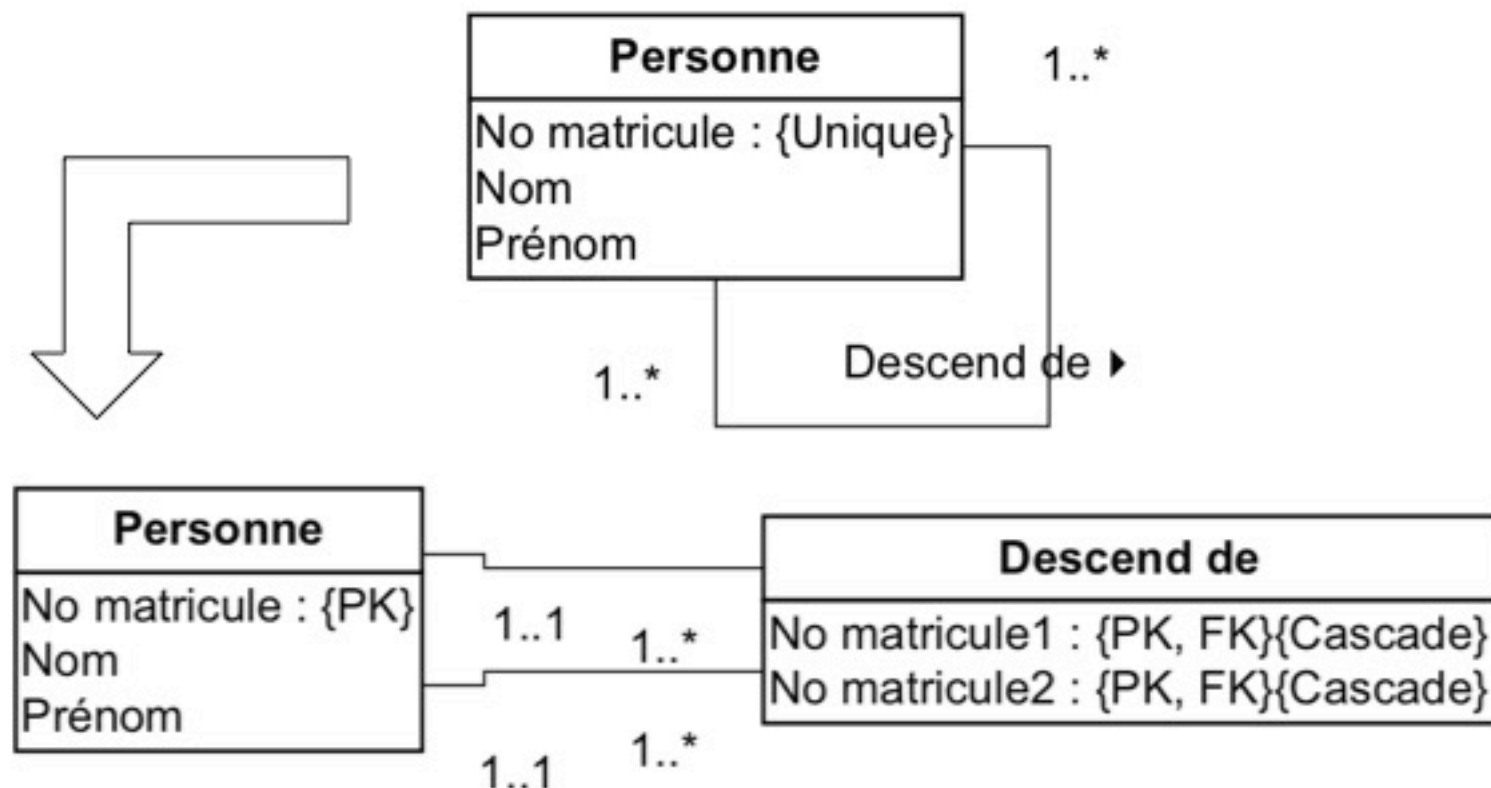 Personne
1..*
No matricule : {Unique}
Nom
Prénom
1..*
Descend de
Personne
No matricule : {PK}
Nom
Prénom
1..1
1..*
1..1
1..*
Descend de
No matricule1 : {PK, FK}{Cascade}
No matricule2 : {PK, FK}{Cascade}